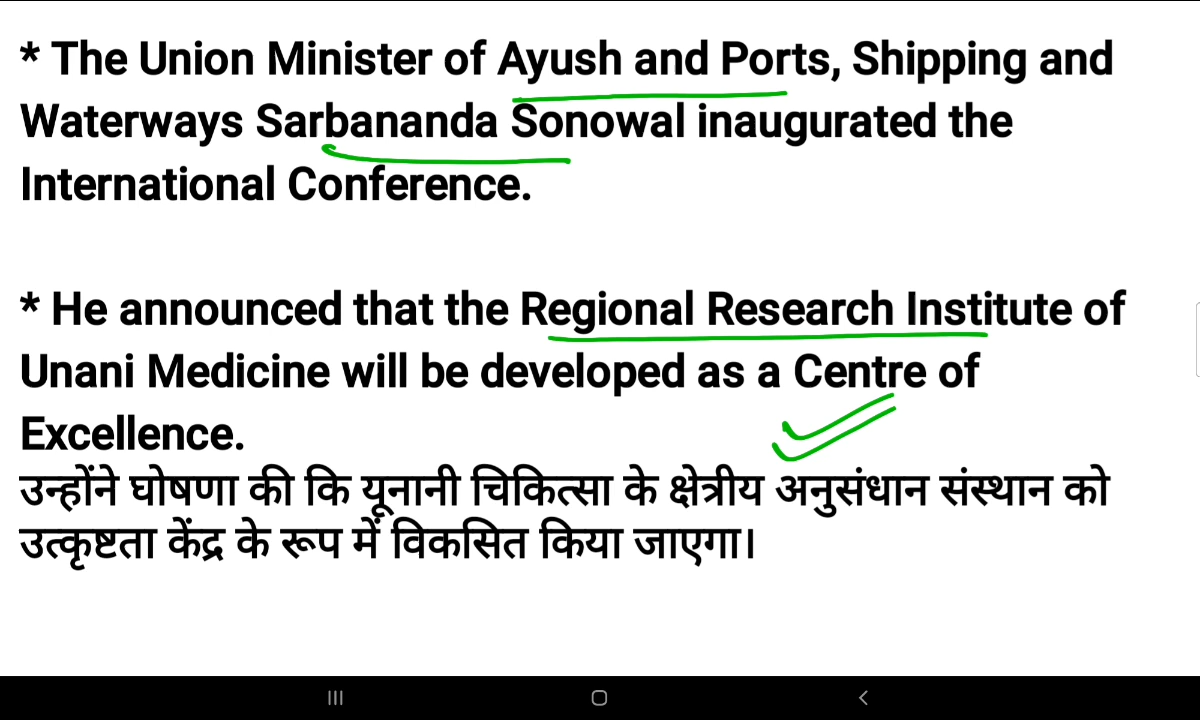 * The Union Minister of Ayush and Ports, Shipping and
Waterways Sarbananda Sonowal inaugurated the
International Conference.
* He announced that the Regional Research Institute of
Unani Medicine will be developed as a Centre of
Excellence.
उन्होंने घोषणा की कि यूनानी चिकित्सा के क्षेत्रीय अनुसंधान संस्थान को
उत्कृष्टता केंद्र के रूप में विकसित किया जाएगा।